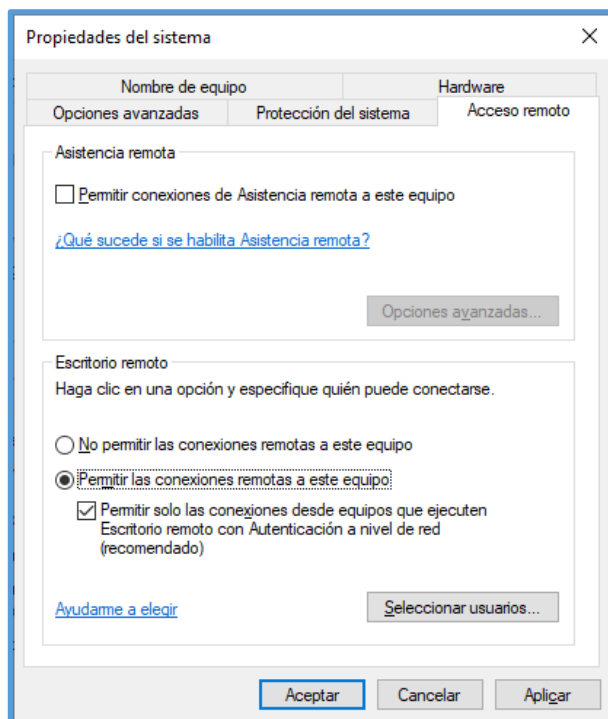 Propiedades del sistema
Nombre de equipo
Hardware
Opciones avanzadas
Protección del sistema
Acceso remoto
Asistencia remota
Permitir conexiones de Asistencia remota a este equipo
¿Qué sucede si se habilita Asistencia remota?
Opciones avanzadas...
Escritorio remoto
Haga clic en una opción y especifique quién puede conectarse.
No permitir las conexiones remotas a este equipo
Permitir las conexiones remotas a este equipo
Permitir solo las conexiones desde equipos que ejecuten
Escritorio remoto con Autenticación a nivel de red
(recomendado)
Ayudarme a elegir
Seleccionar usuarios...
Aceptar
Cancelar
Aplicar